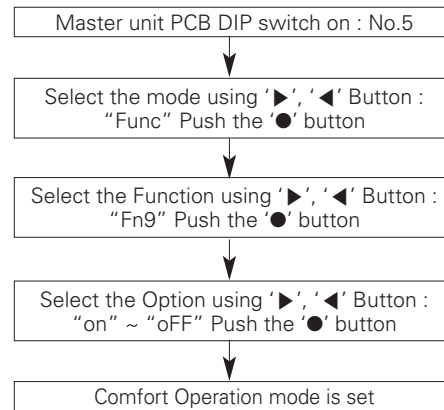 Master unit PCB DIP switch on : No.5
Select the mode using ‘▶’, ‘◀’ Button :
“Func” Push the ‘●’ button
Select the Function using ‘▶’, ‘◀’ Button :
“Fn9” Push the ‘●’ button
Select the Option using ‘▶’, ‘◀’ Button :
“on” ~ “oFF” Push the ‘●’ button
Comfort Operation mode is set